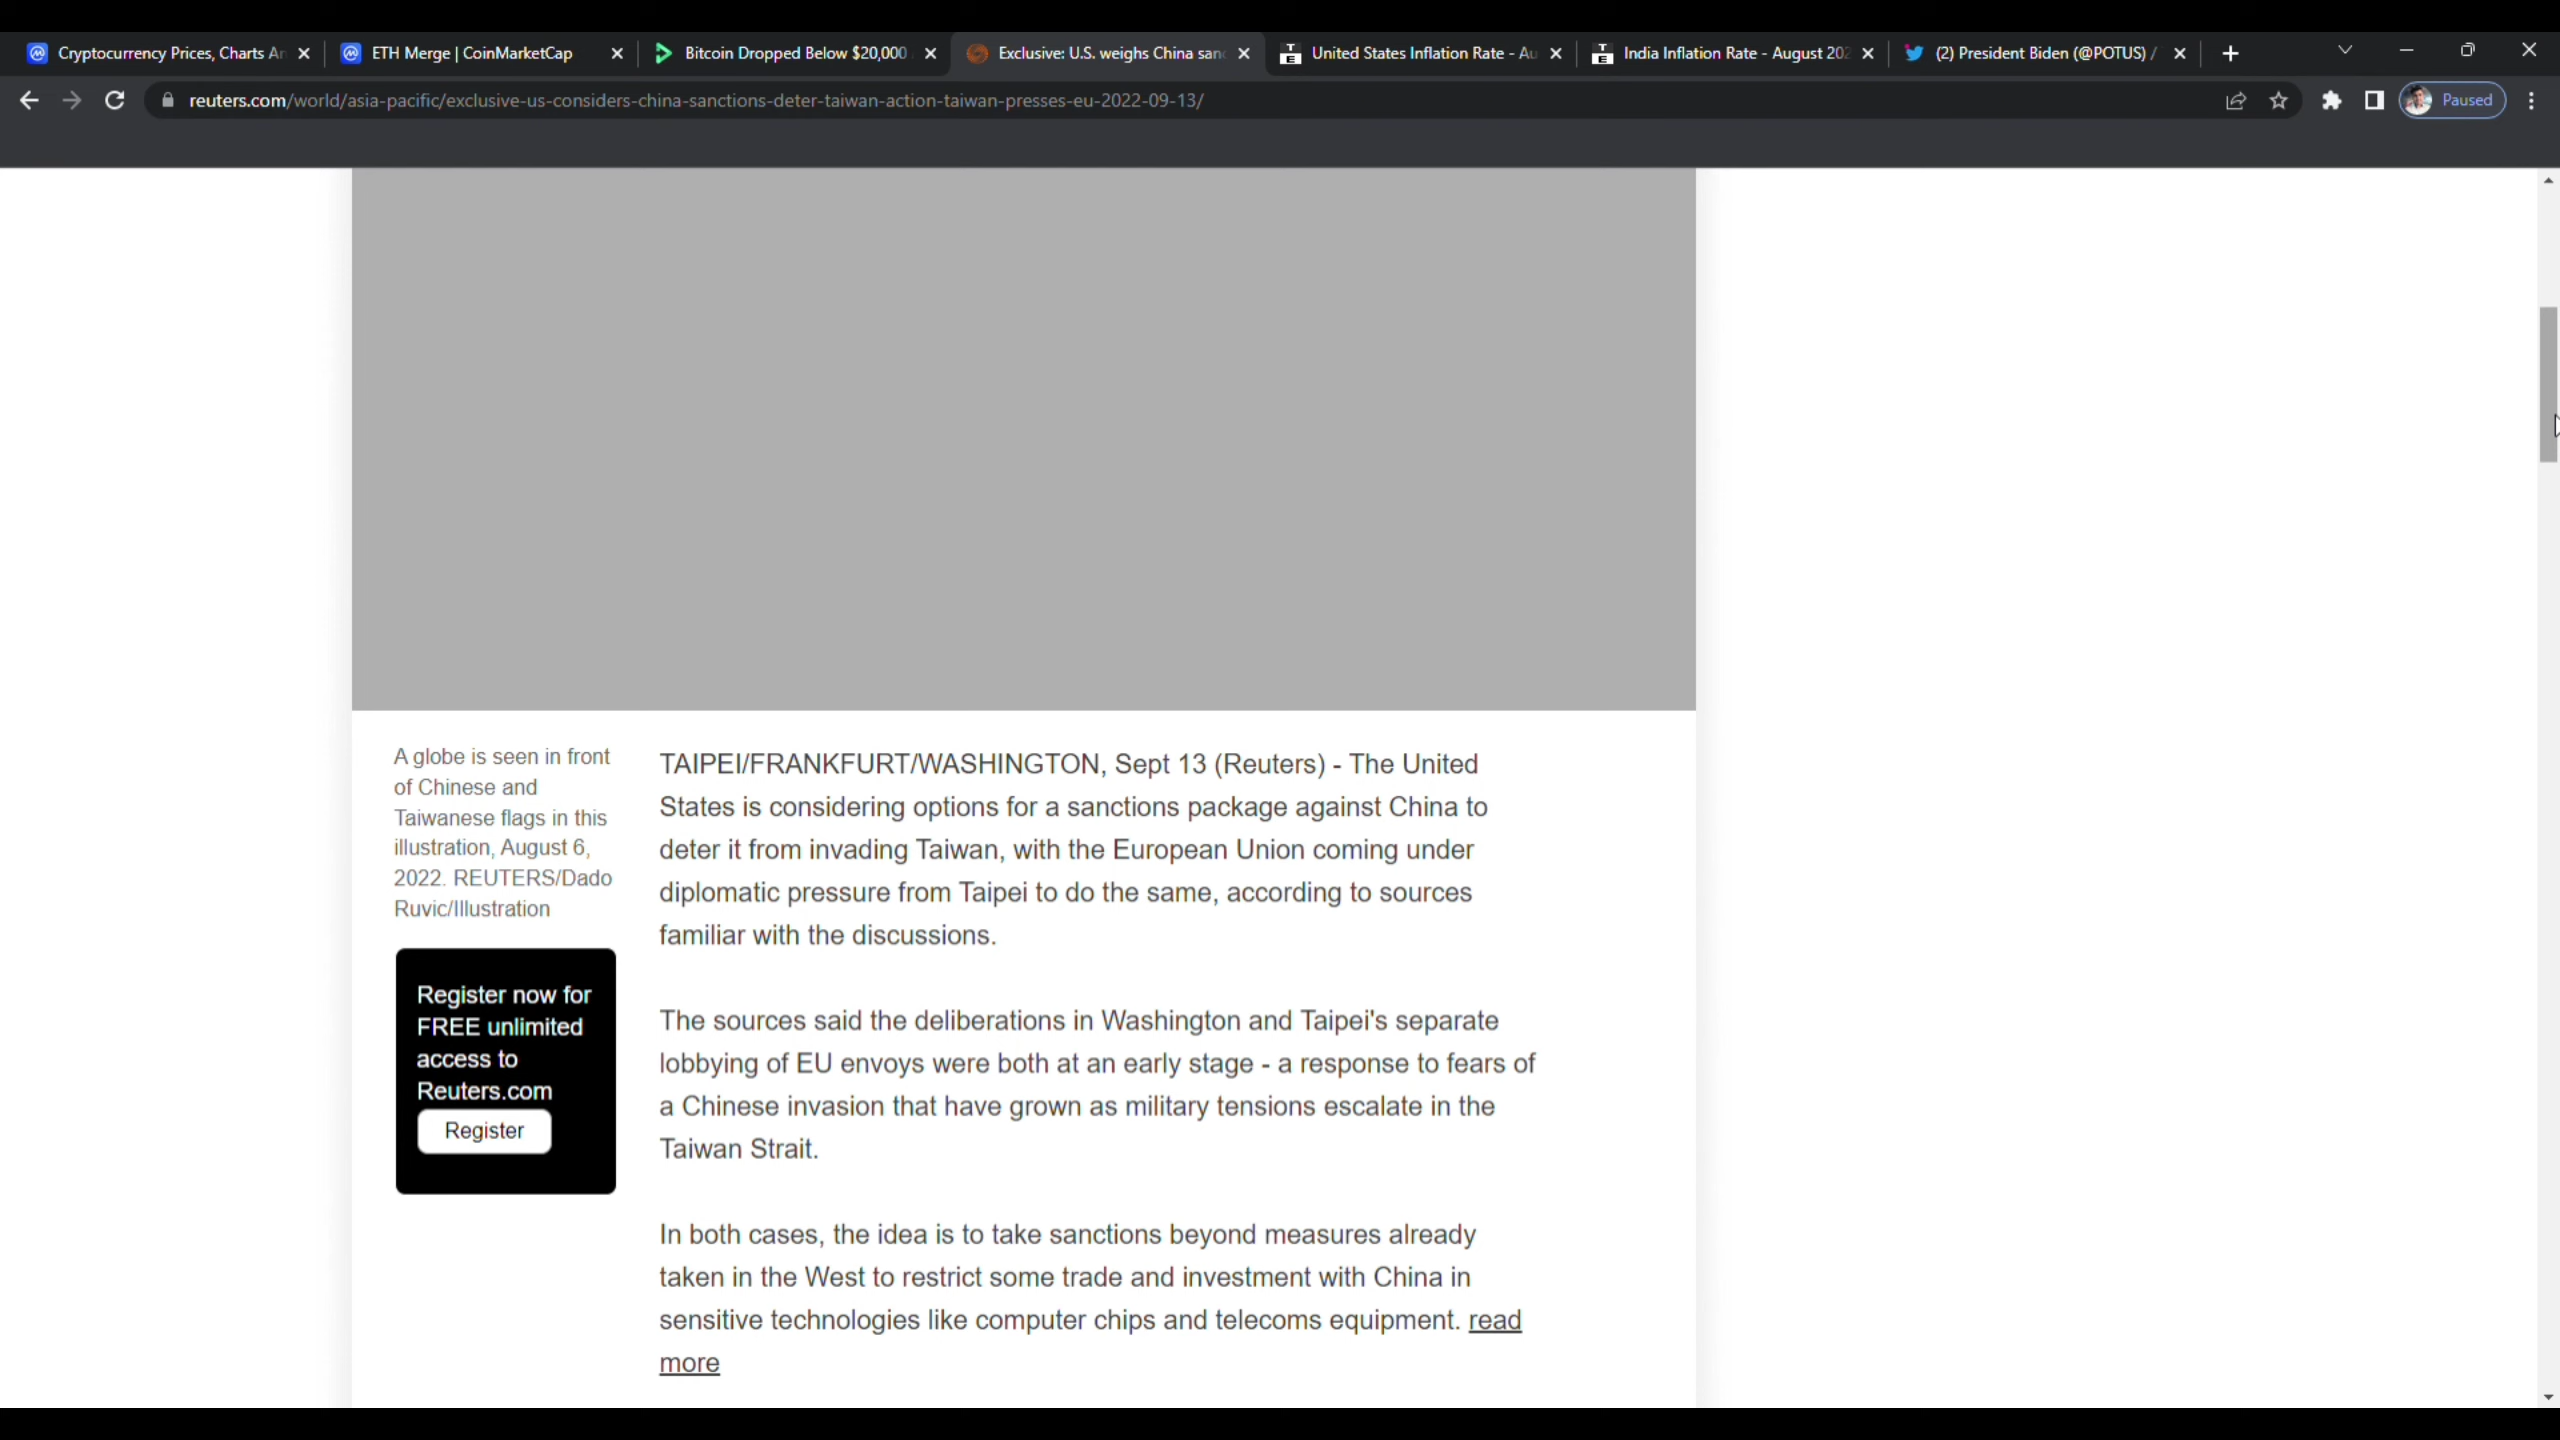 Cryptocurrency Prices, Charts An
ETH Merge | CoinMarketCap
Bitcoin Dropped Below $20,000
Exclusive: U.S. weighs China sanc
United States Inflation Rate - Au
India Inflation Rate - August 202
(2) President Biden (@POTUS) /
reuters.com/world/asia-pacific/exclusive-us-considers-china-sanctions-deter-taiwan-action-taiwan-presses-eu-2022-09-13/
Paused
A globe is seen in front
of Chinese and
Taiwanese flags in this
illustration, August 6,
2022. REUTERS/Dado
Ruvic/Illustration
Register now for
FREE unlimited
access to
Reuters.com
Register
TAIPEI/FRANKFURT/WASHINGTON, Sept 13 (Reuters) - The United
States is considering options for a sanctions package against China to
deter it from invading Taiwan, with the European Union coming under
diplomatic pressure from Taipei to do the same, according to sources
familiar with the discussions.
The sources said the deliberations in Washington and Taipei's separate
lobbying of EU envoys were both at an early stage - a response to fears of
a Chinese invasion that have grown as military tensions escalate in the
Taiwan Strait.
In both cases, the idea is to take sanctions beyond measures already
taken in the West to restrict some trade and investment with China in
sensitive technologies like computer chips and telecoms equipment. read
more